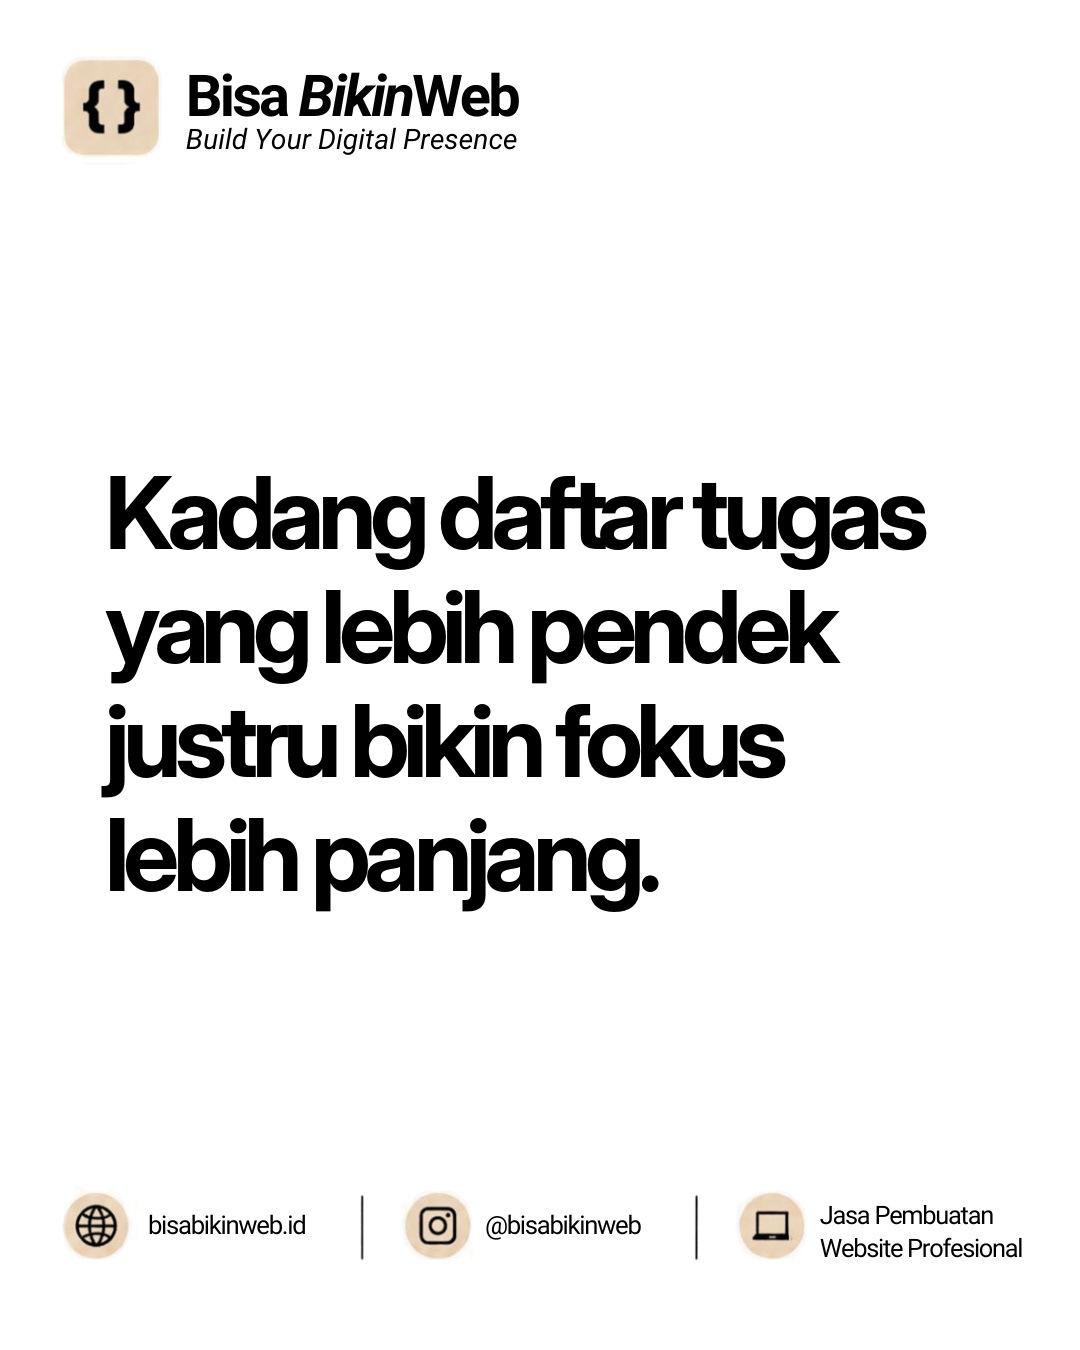 { }
Bisa BikinWeb
Build Your Digital Presence
Kadang daftar tugas
yang lebih pendek
justru bikin fokus
lebih panjang.
bisabikinweb.id
@bisabikinweb
Jasa Pembuatan
Website Profesional